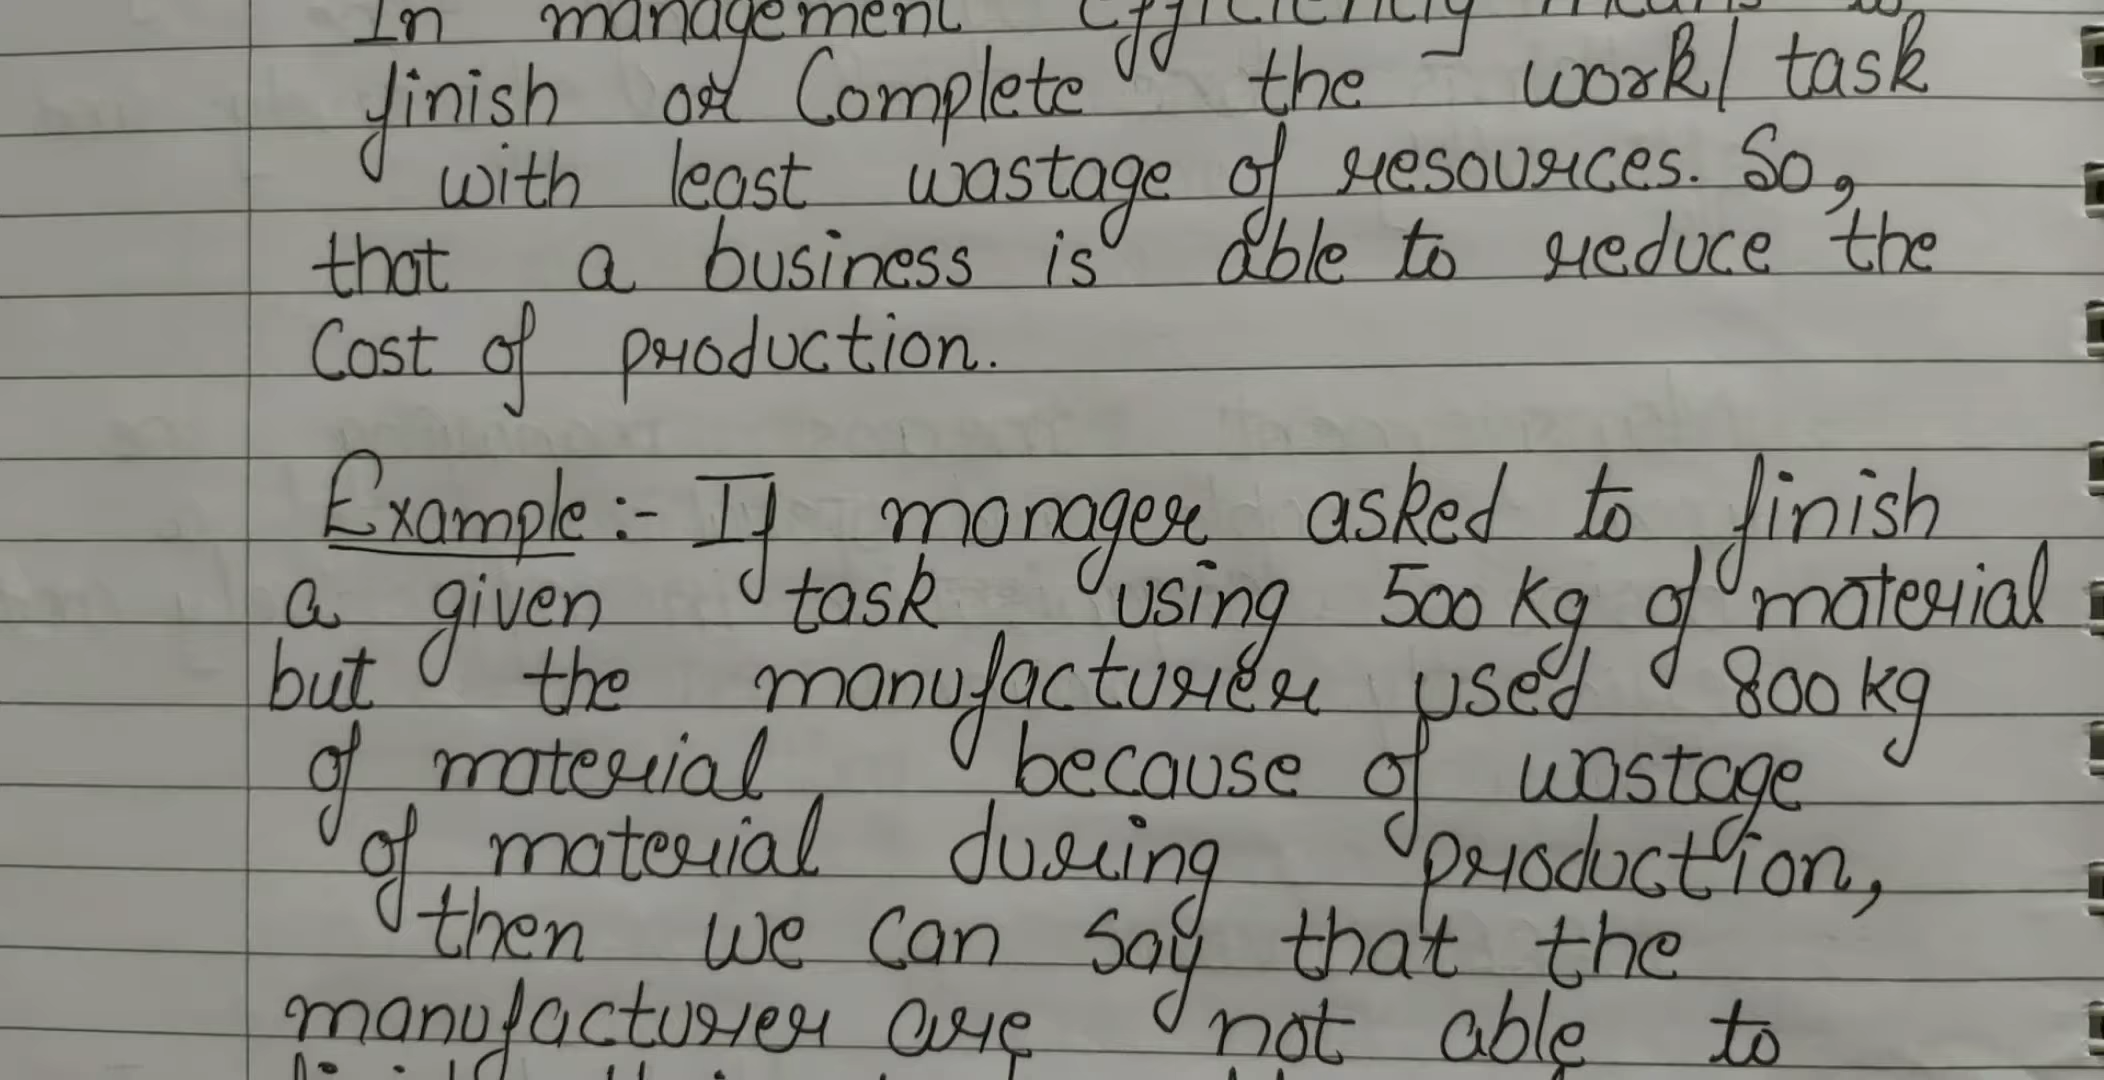 In management efficiency means to
finish or Complete the work/ task
with least wastage of resources. So,
that a business is able to reduce the
Cost of production.
Example:- If manager asked to finish
a given task using 500 kg of material
but the manufacturer used 800 kg
of material because of wastage
of material during production,
then we can say that the
manufacturer are not able to